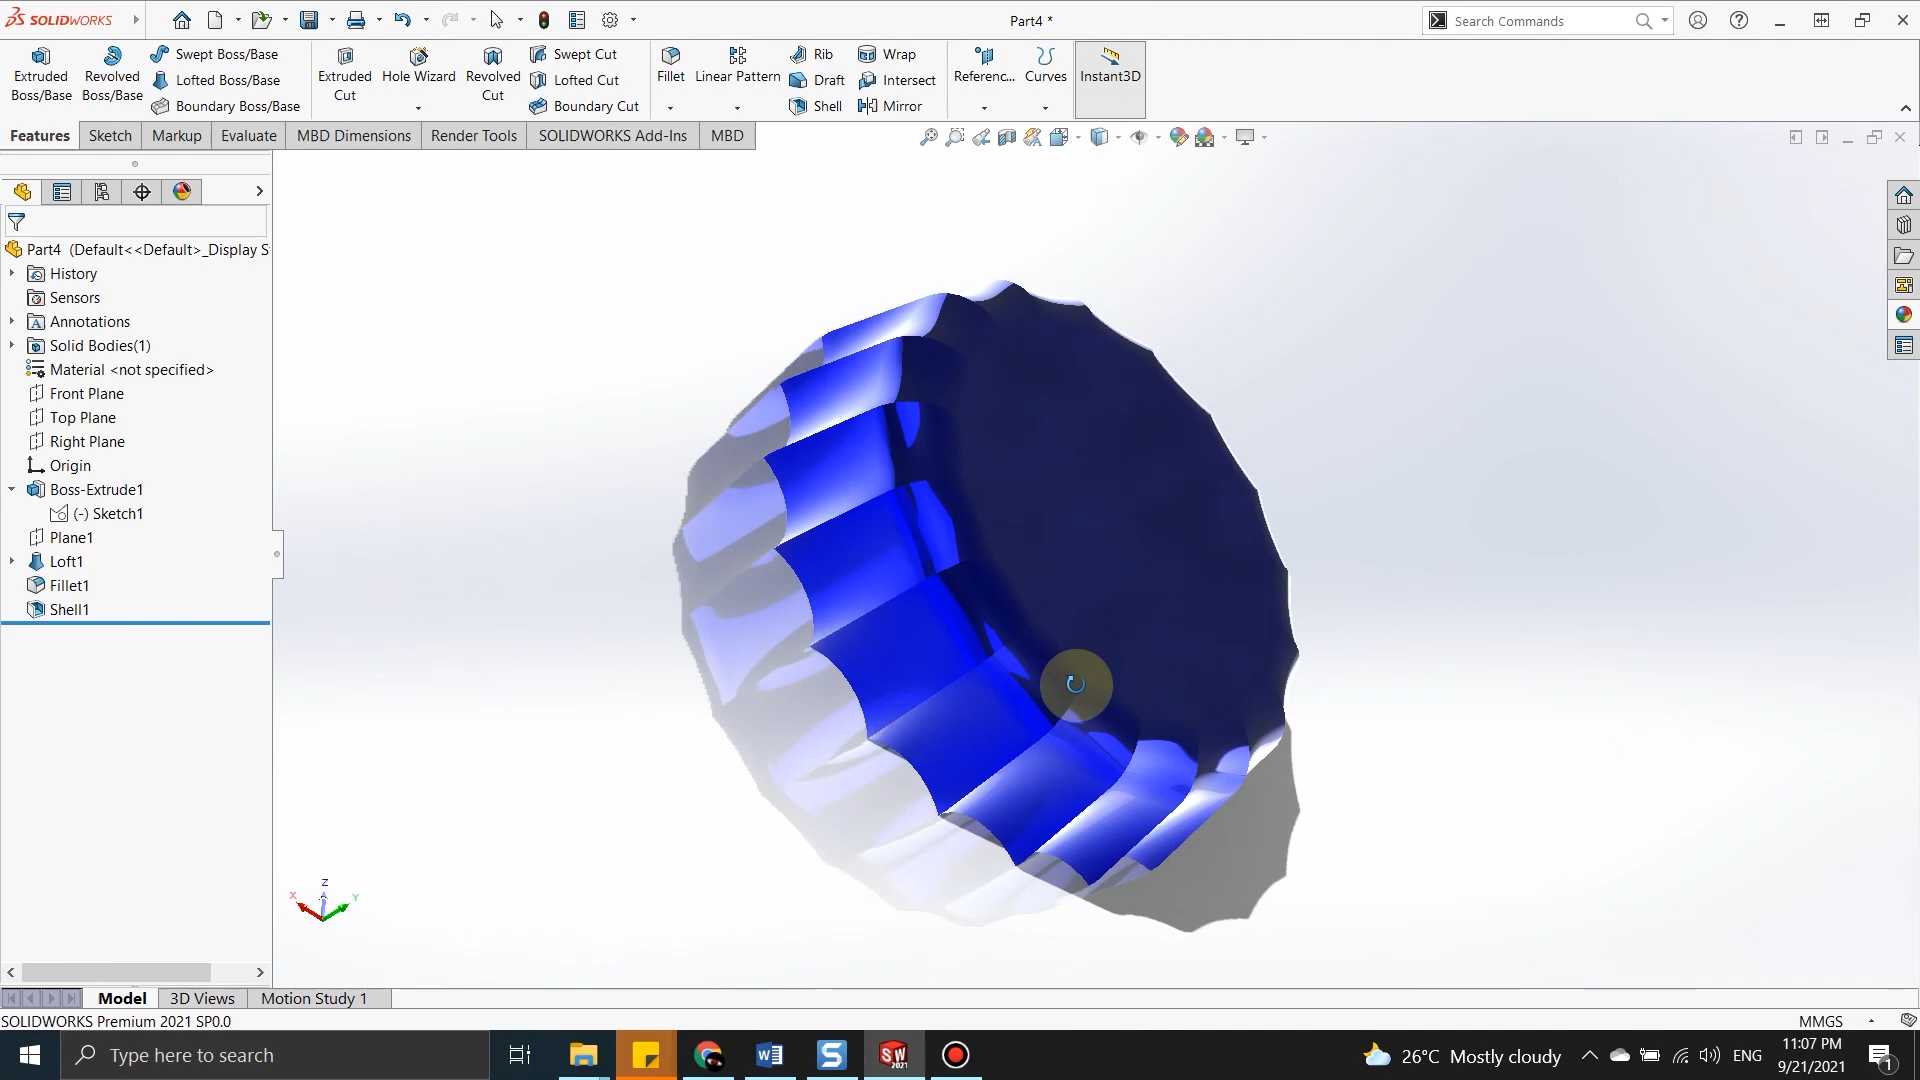 SOLIDWORKS
Part4 *
Search Commands
Extruded Boss/Base
Revolved Boss/Base
Swept Boss/Base
Lofted Boss/Base
Boundary Boss/Base
Extruded Cut
Hole Wizard
Revolved Cut
Swept Cut
Lofted Cut
Boundary Cut
Fillet
Linear Pattern
Rib
Draft
Shell
Wrap
Intersect
Mirror
Referenc...
Curves
Instant3D
Features
Sketch
Markup
Evaluate
MBD Dimensions
Render Tools
SOLIDWORKS Add-Ins
MBD
Part4 (Default<<Default>_Display S
History
Sensors
Annotations
Solid Bodies(1)
Material <not specified>
Front Plane
Top Plane
Right Plane
Origin
Boss-Extrude1
(-) Sketch1
Plane1
Loft1
Fillet1
Shell1
Z
X
Y
Model
3D Views
Motion Study 1
SOLIDWORKS Premium 2021 SP0.0
MMGS
Type here to search
SW
2021
26°C Mostly cloudy
ENG
11:07 PM
9/21/2021
1